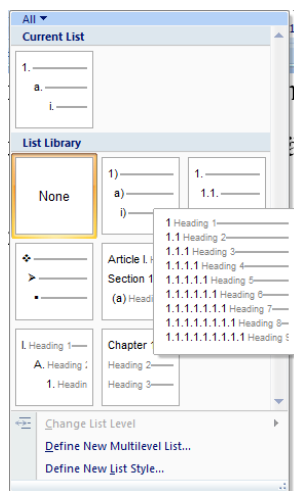 All
Current List
1.
a.
i.
List Library
None
1)
a)
i)
1.
1.1.
1 Heading 1
1.1 Heading 2
1.1.1 Heading 3
1.1.1.1 Heading 4
1.1.1.1.1 Heading 5
1.1.1.1.1.1 Heading 6
1.1.1.1.1.1.1 Heading 7
1.1.1.1.1.1.1.1 Heading 8
1.1.1.1.1.1.1.1.1 Heading 9
Article I.
Section 1
(a) Headi
I. Heading 1
A. Heading 2
1. Headin
Chapter
Heading 2
Heading 3
Change List Level
Define New Multilevel List...
Define New List Style...